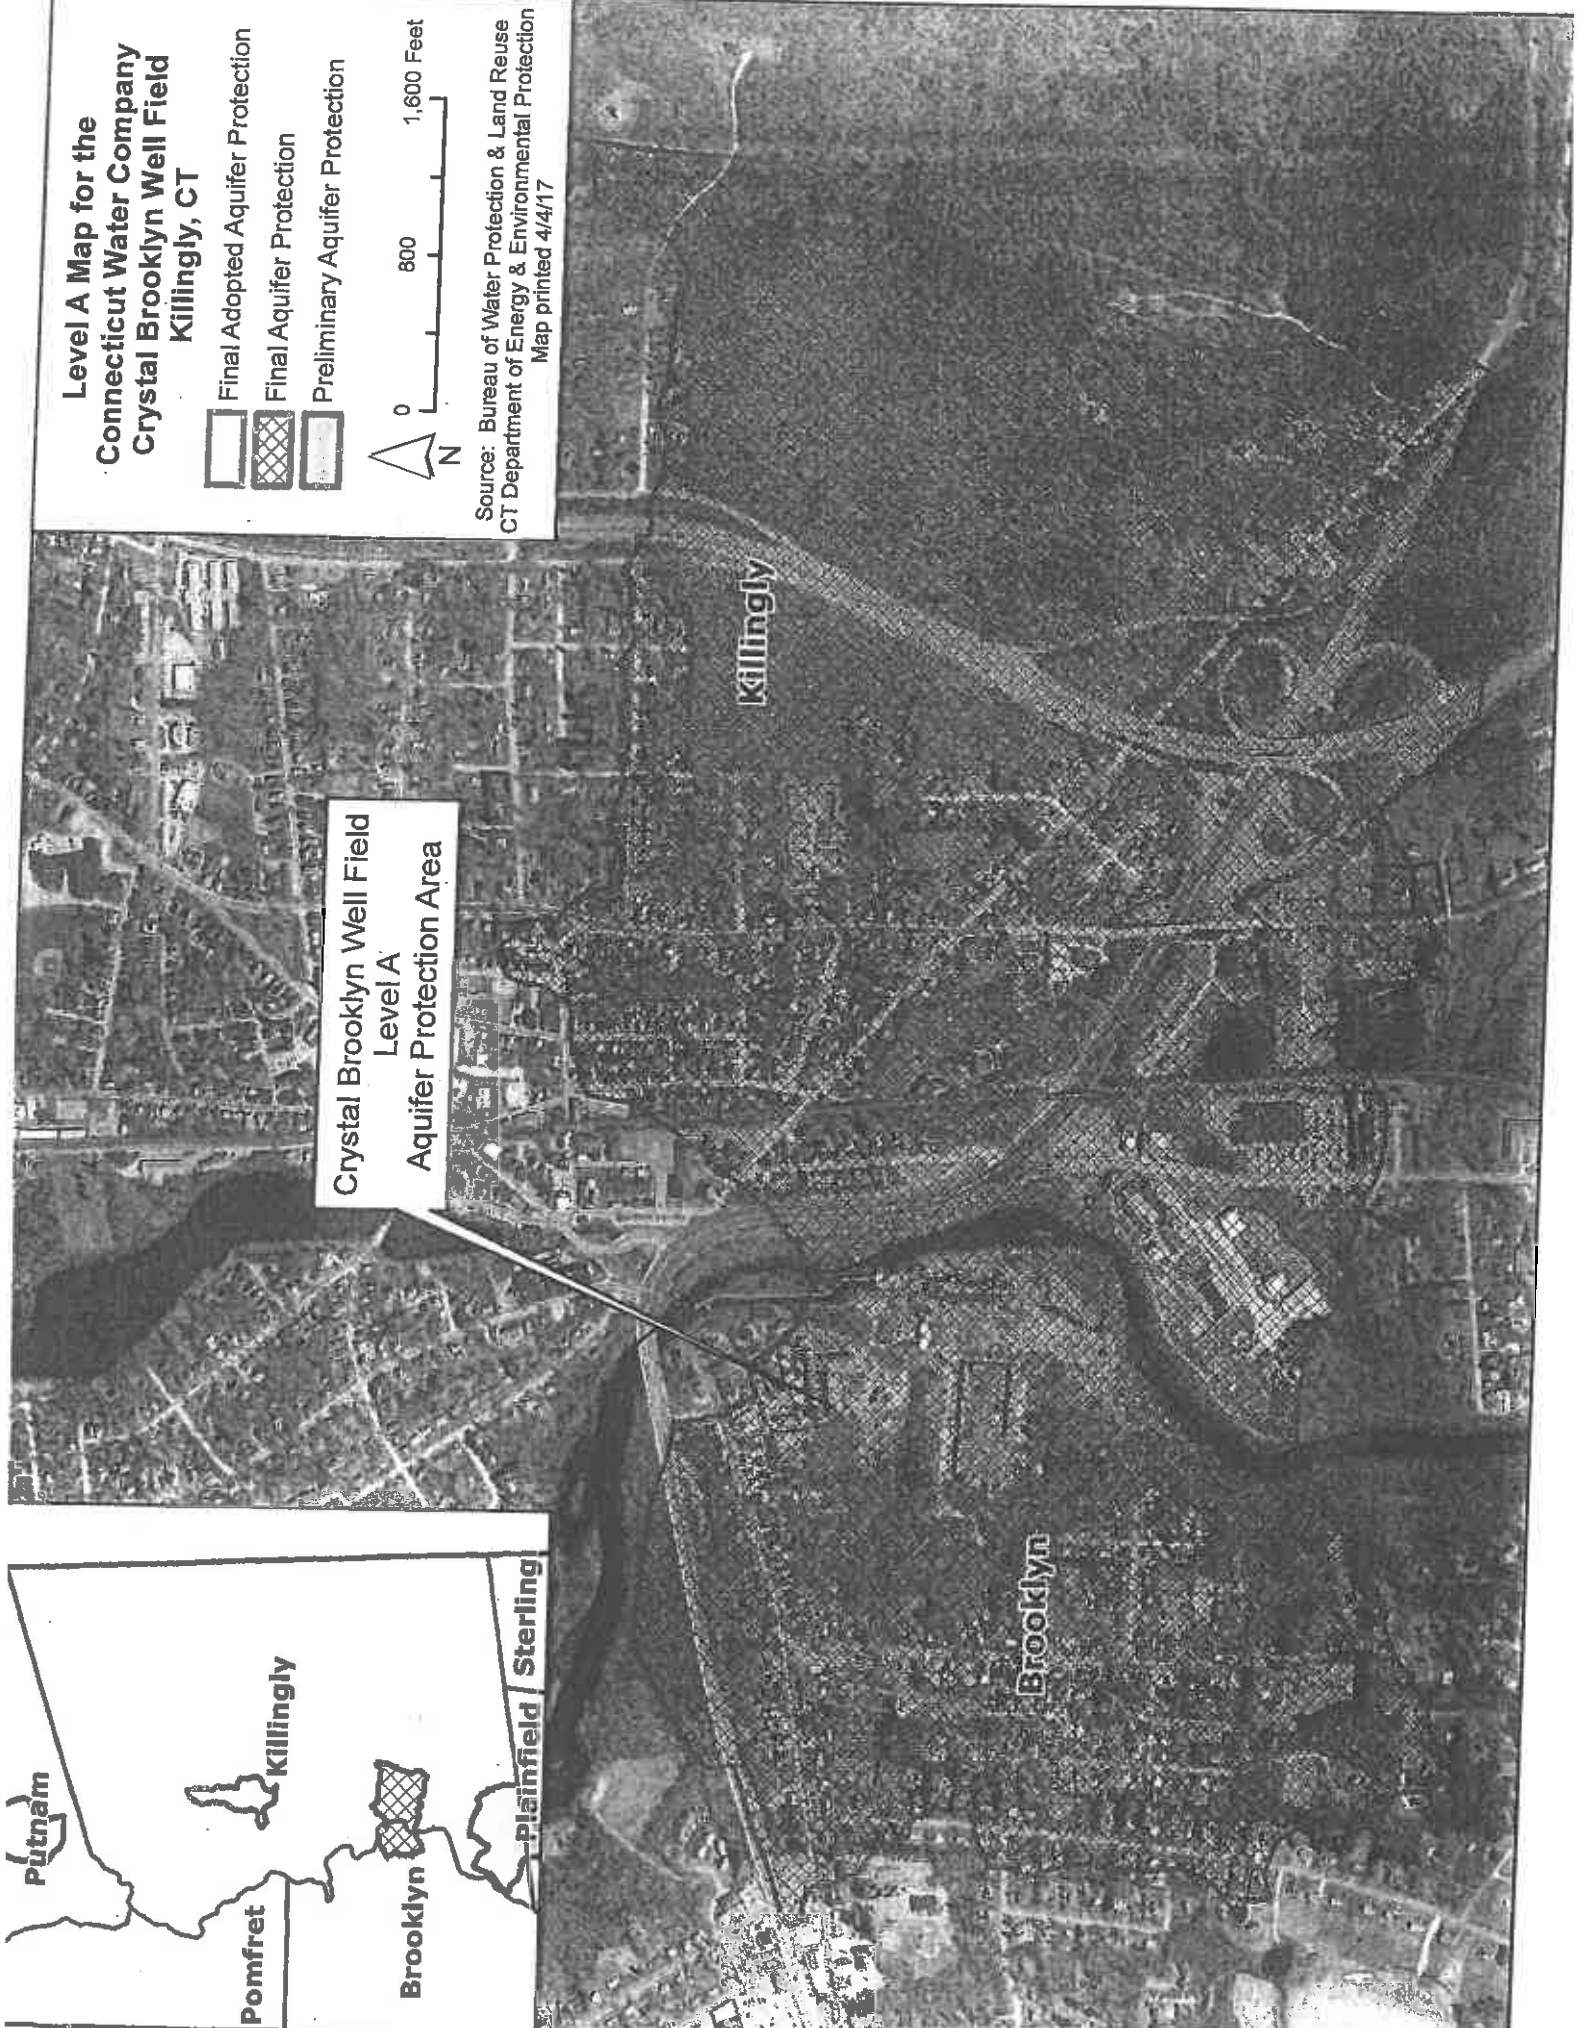 Level A Map for the
Connecticut Water Company
Crystal Brooklyn Well Field
Killingly, CT
Final Adopted Aquifer Protection
Final Aquifer Protection
Preliminary Aquifer Protection
0 800 1,600 Feet
N
Source: Bureau of Water Protection & Land Reuse
CT Department of Energy & Environmental Protection
Map printed 4/4/17
Crystal Brooklyn Well Field
Level A
Aquifer Protection Area
Killingly
Brooklyn
Putnam
Killingly
Pomfret
Brooklyn
Plainfield
Sterling